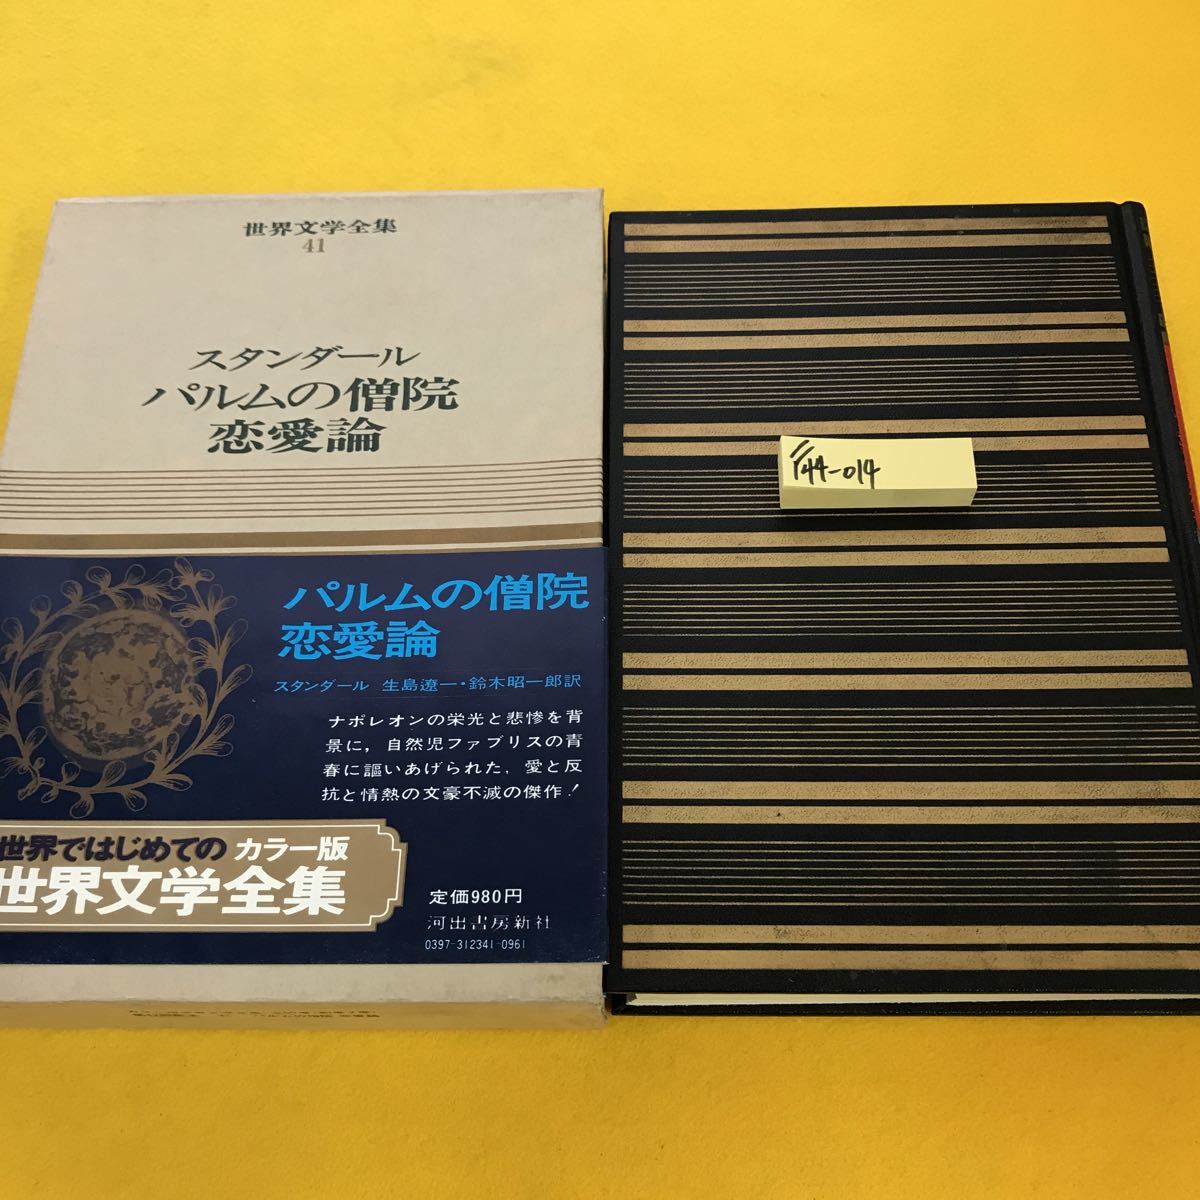 世界文学全集
41
スタンダール
パルムの僧院
恋愛論
パルムの僧院
恋愛論
スタンダール 生島遼一・鈴木昭一郎訳
ナポレオンの栄光と悲惨を背
景に，自然児ファブリスの青
春に謳いあげられた，愛と反
抗と情熱の文豪不滅の傑作！
世界ではじめての カラー版
世界文学全集
定価980円
河出書房新社
0397-312341-0961
144-014